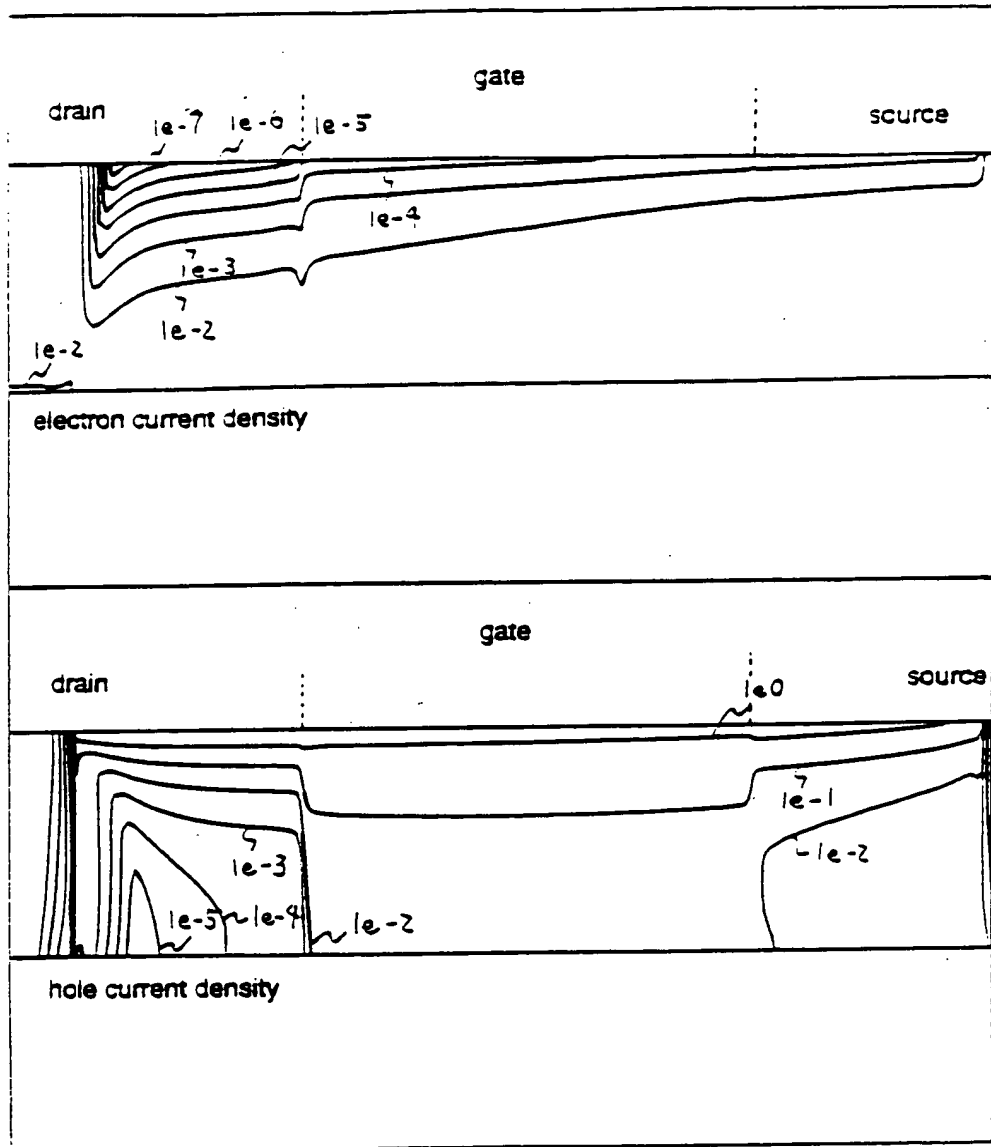 gate
drain
source
1e-7
1e-6
1e-5
1e-4
1e-3
1e-2
1e-2
electron current density
gate
drain
source
1e0
1e-1
1e-2
1e-3
1e-5
1e-4
1e-2
hole current density